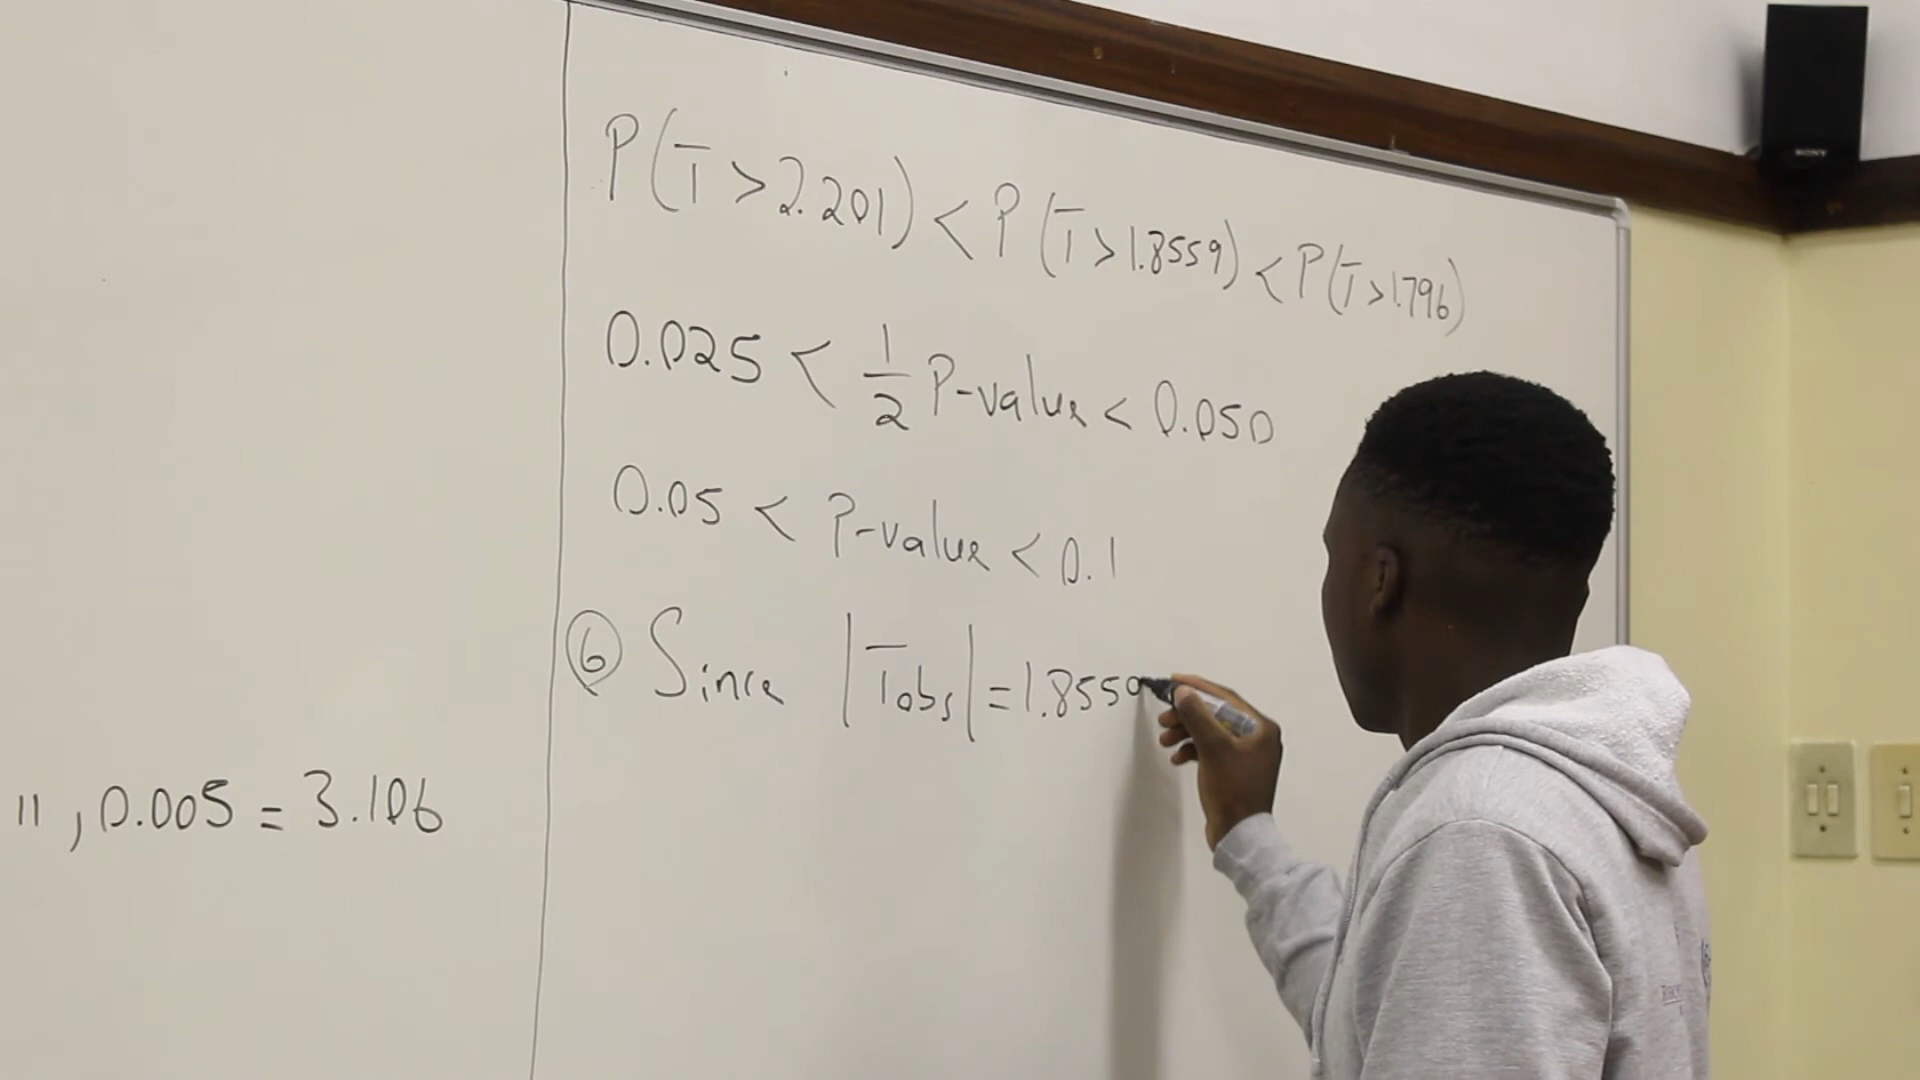 P(T > 2.201) < P(T > 1.8559) < P(T > 1.796)
0.025 < 1/2 P-value < 0.050
0.05 < P-value < 0.1
⑥ Since |Tobs| = 1.8559
11, 0.005 = 3.106
SONY